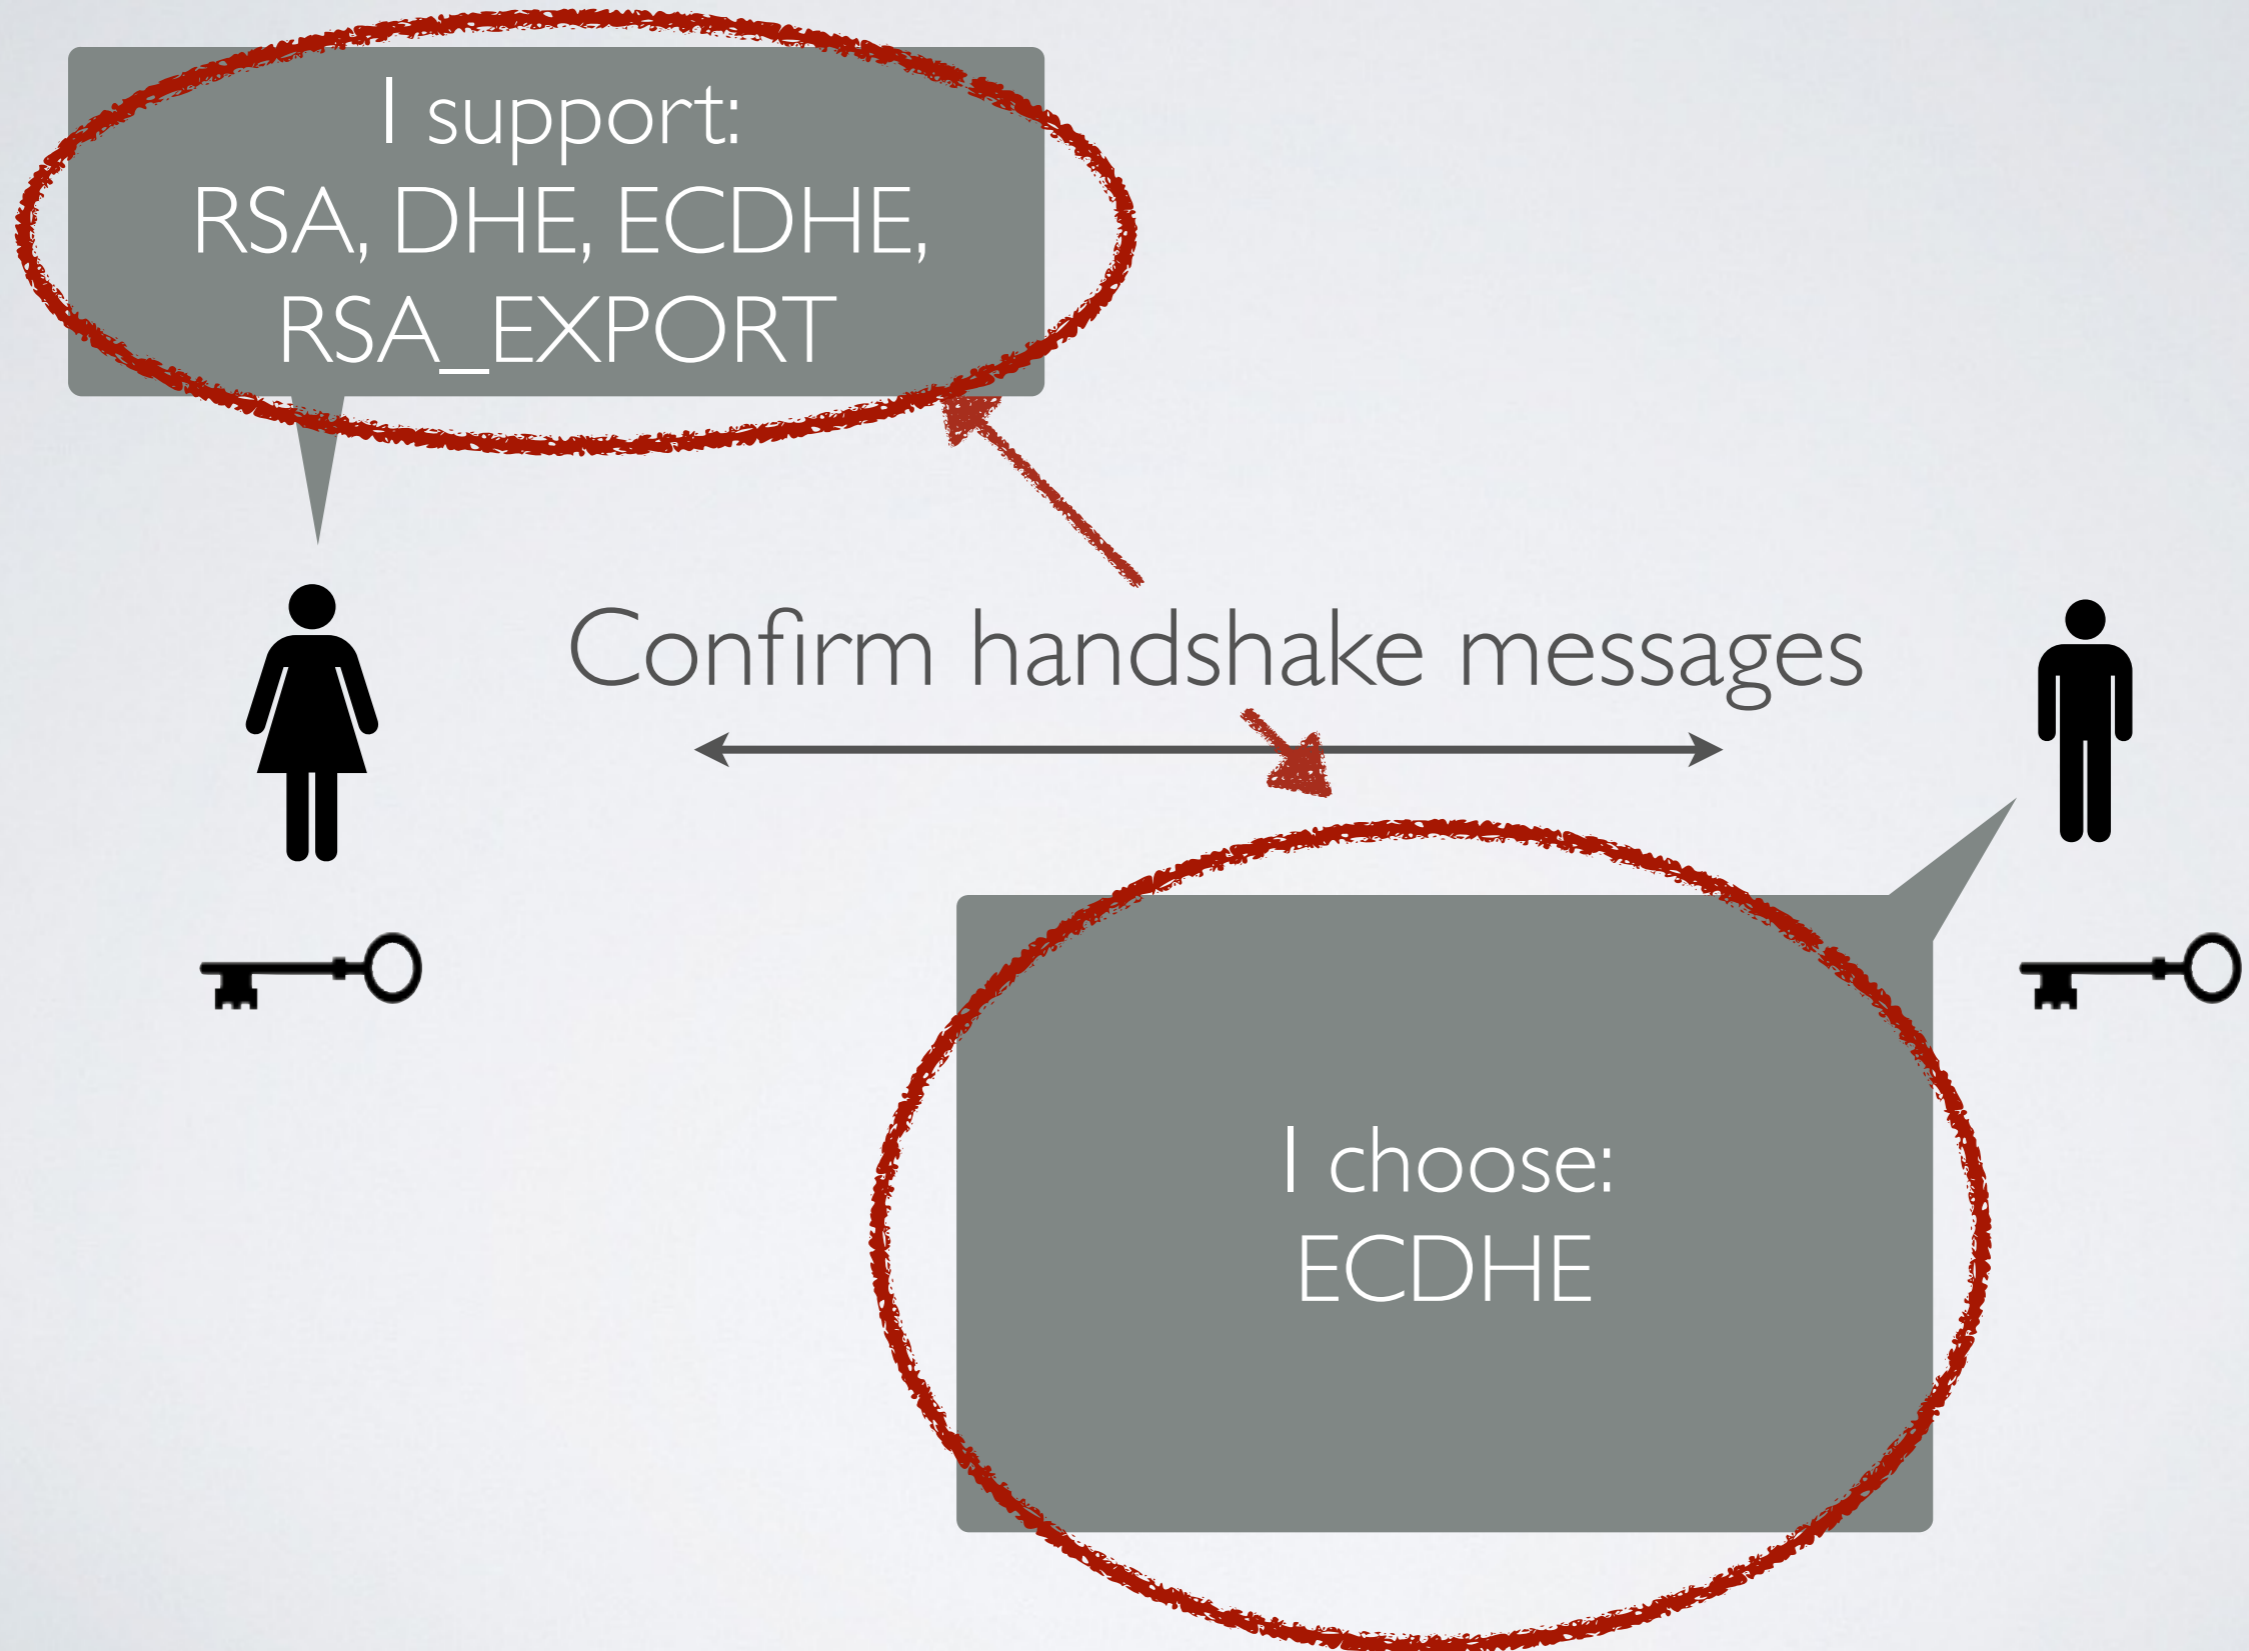 I support:
RSA, DHE, ECDHE,
RSA_EXPORT
Confirm handshake messages
I choose:
ECDHE